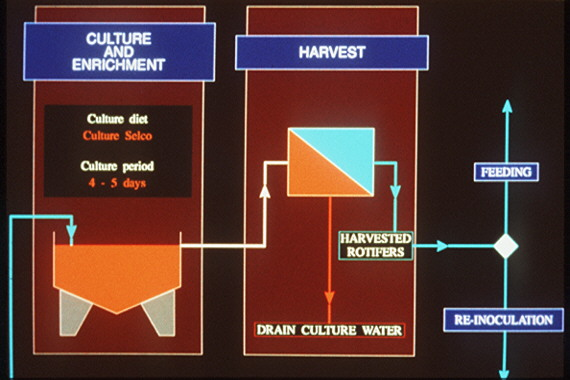 CULTURE
AND
ENRICHMENT
HARVEST
Culture diet
Culture Selco
Culture period
4 - 5 days
FEEDING
HARVESTED
ROTIFERS
DRAIN CULTURE WATER
RE-INOCULATION